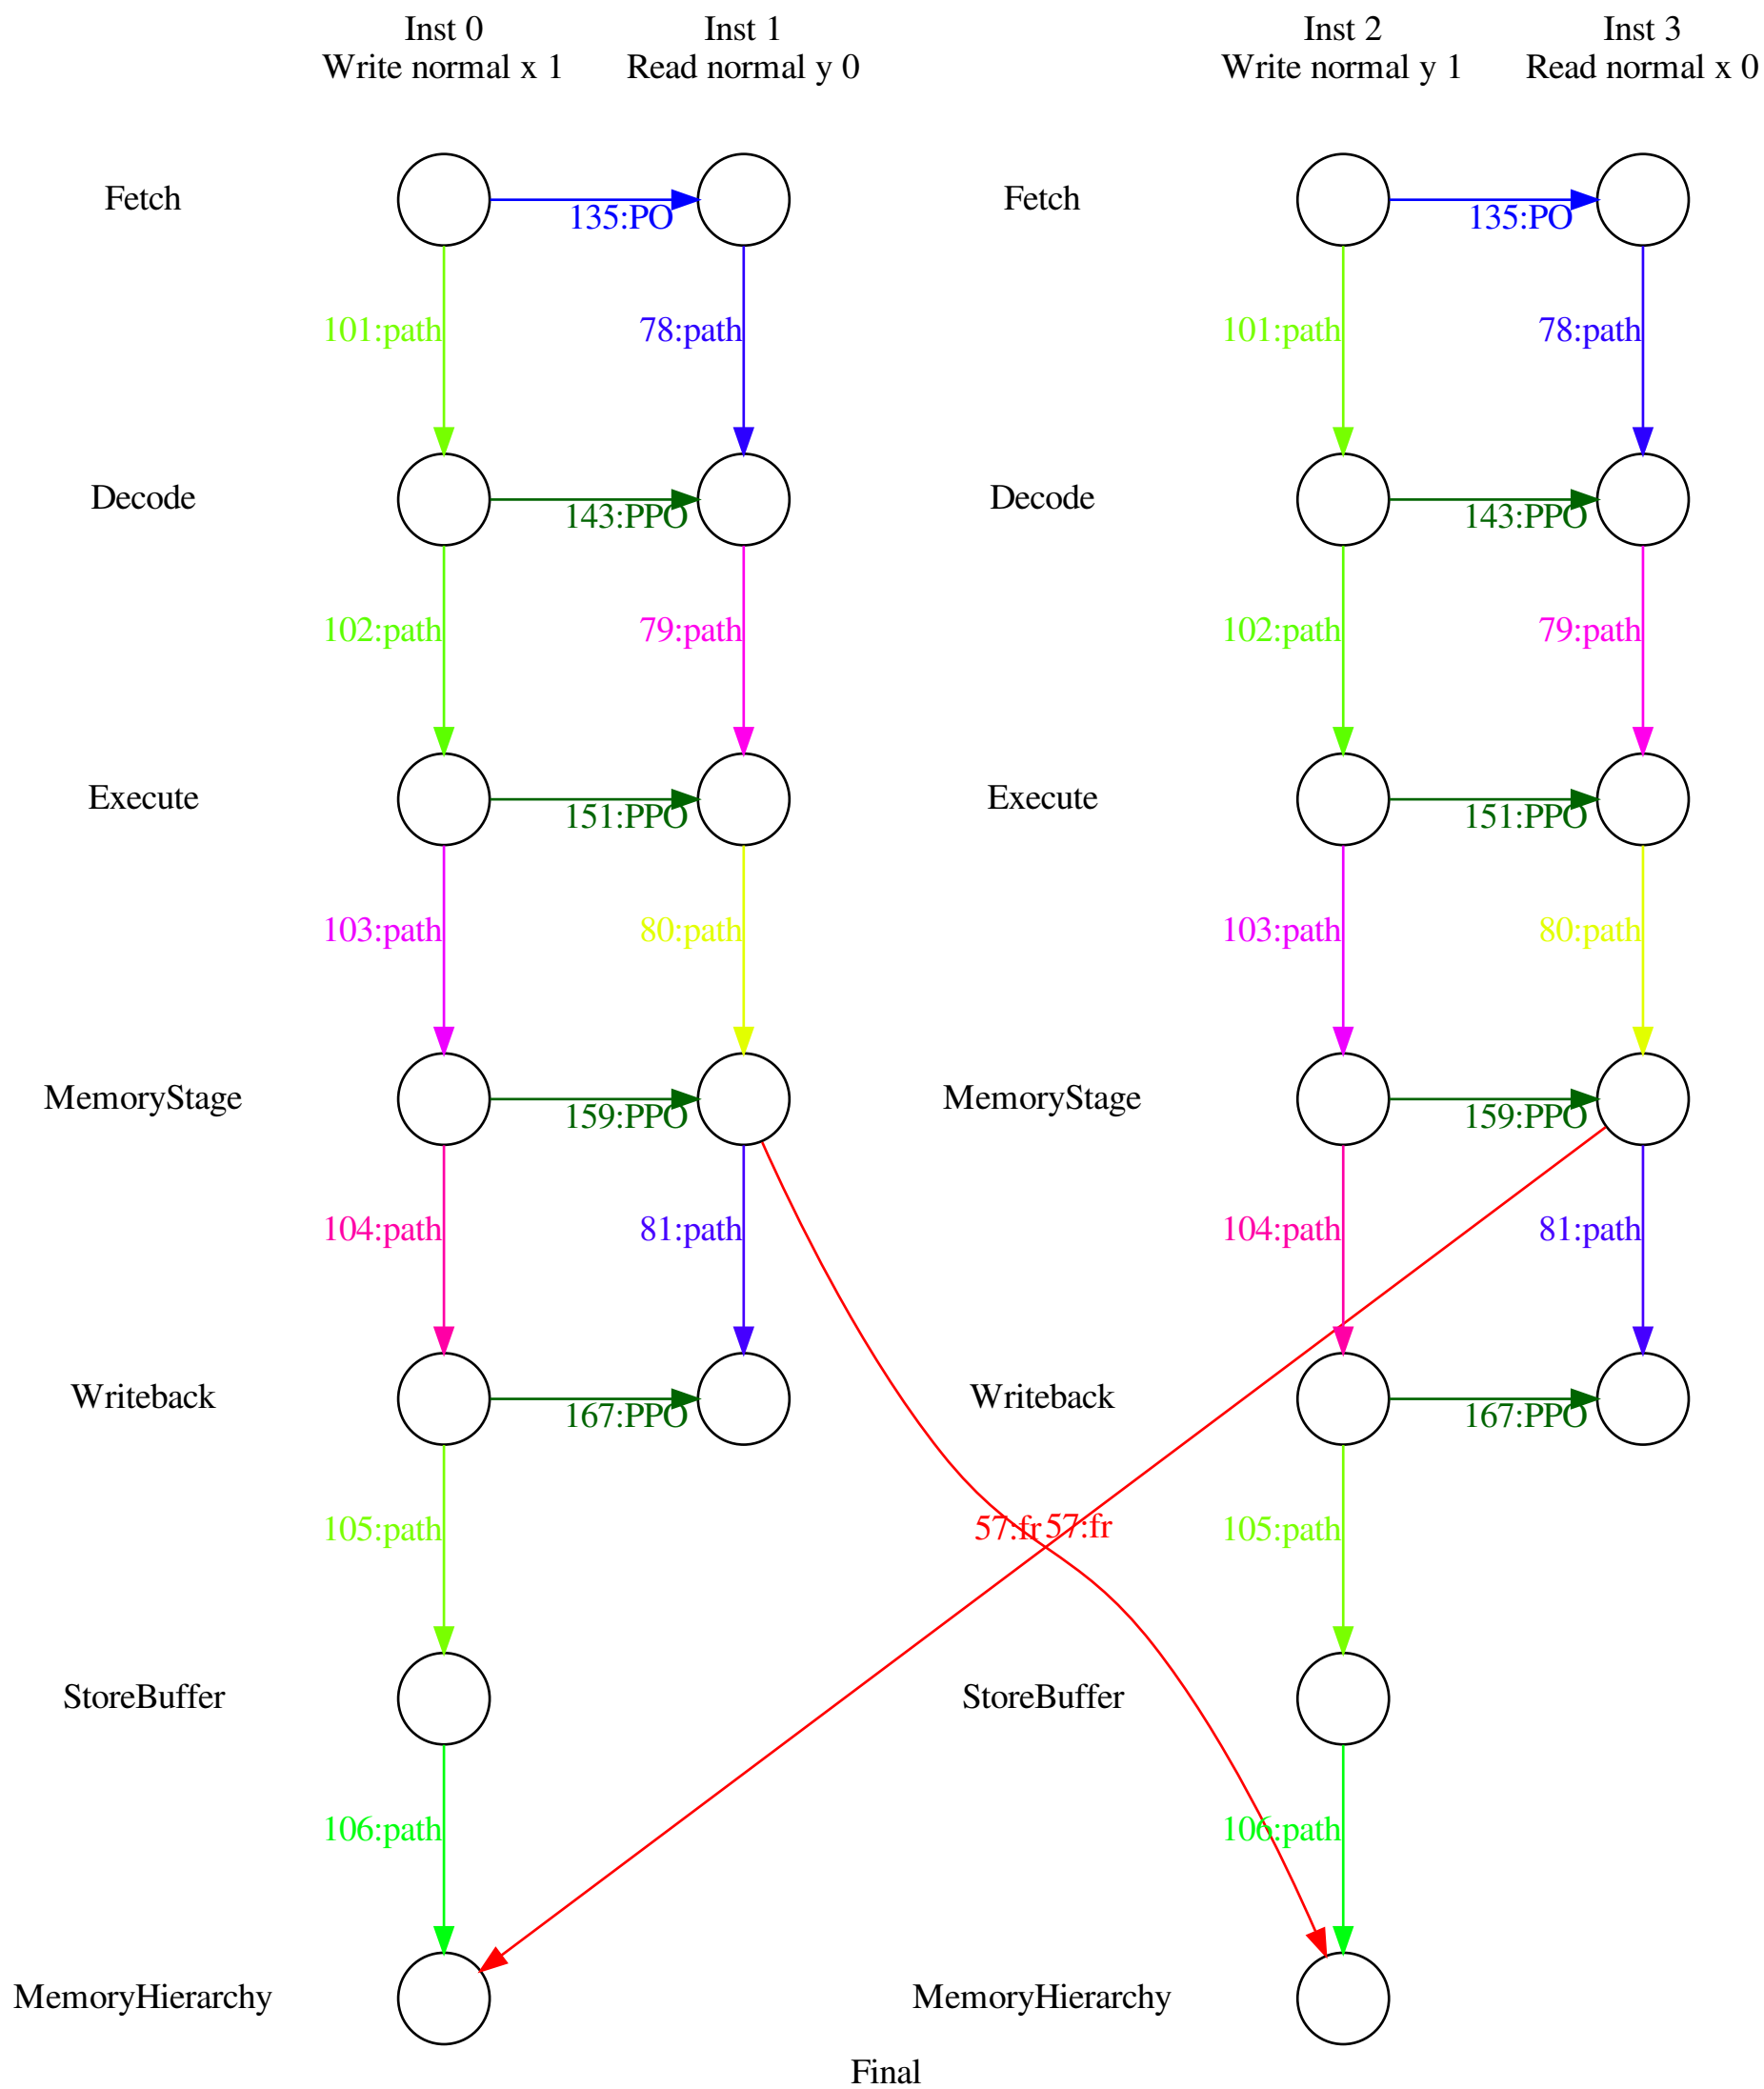 Inst 0 Inst 1 Inst 2 Inst 3
Write normal x 1 Read normal y 0 Write normal y 1 Read normal x 0
Fetch Fetch
135:PO 135:PO
101:path 78:path 101:path 78:path
Decode Decode
143:PPO 143:PPO
102:path 79:path 102:path 79:path
Execute Execute
151:PPO 151:PPO
103:path 80:path 103:path 80:path
MemoryStage MemoryStage
159:PPO 159:PPO
104:path 81:path 104:path 81:path
Writeback Writeback
167:PPO 167:PPO
105:path 57:fr 57:fr 105:path
StoreBuffer StoreBuffer
106:path 106:path
MemoryHierarchy MemoryHierarchy
Final